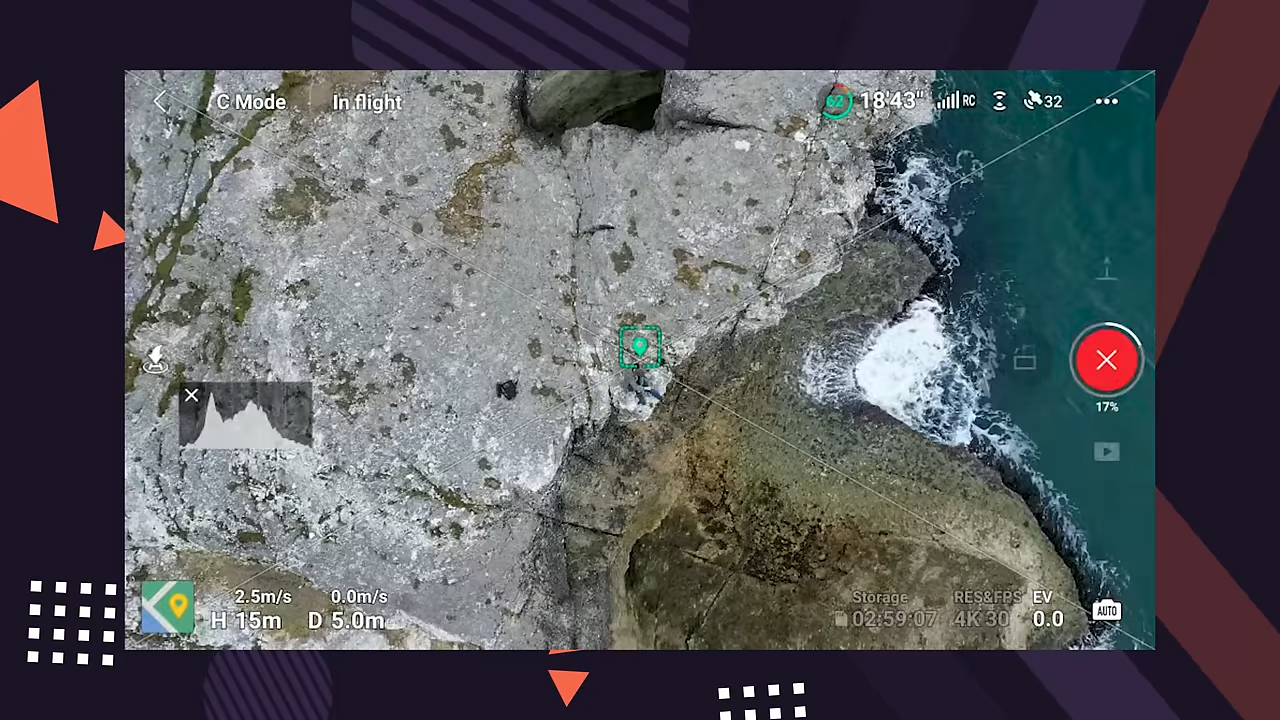 C Mode In flight 62 18'43" RC 32
17%
2.5m/s 0.0m/s Storage RES&FPS EV
H 15m D 5.0m 02:59:07 4K 30 0.0 AUTO